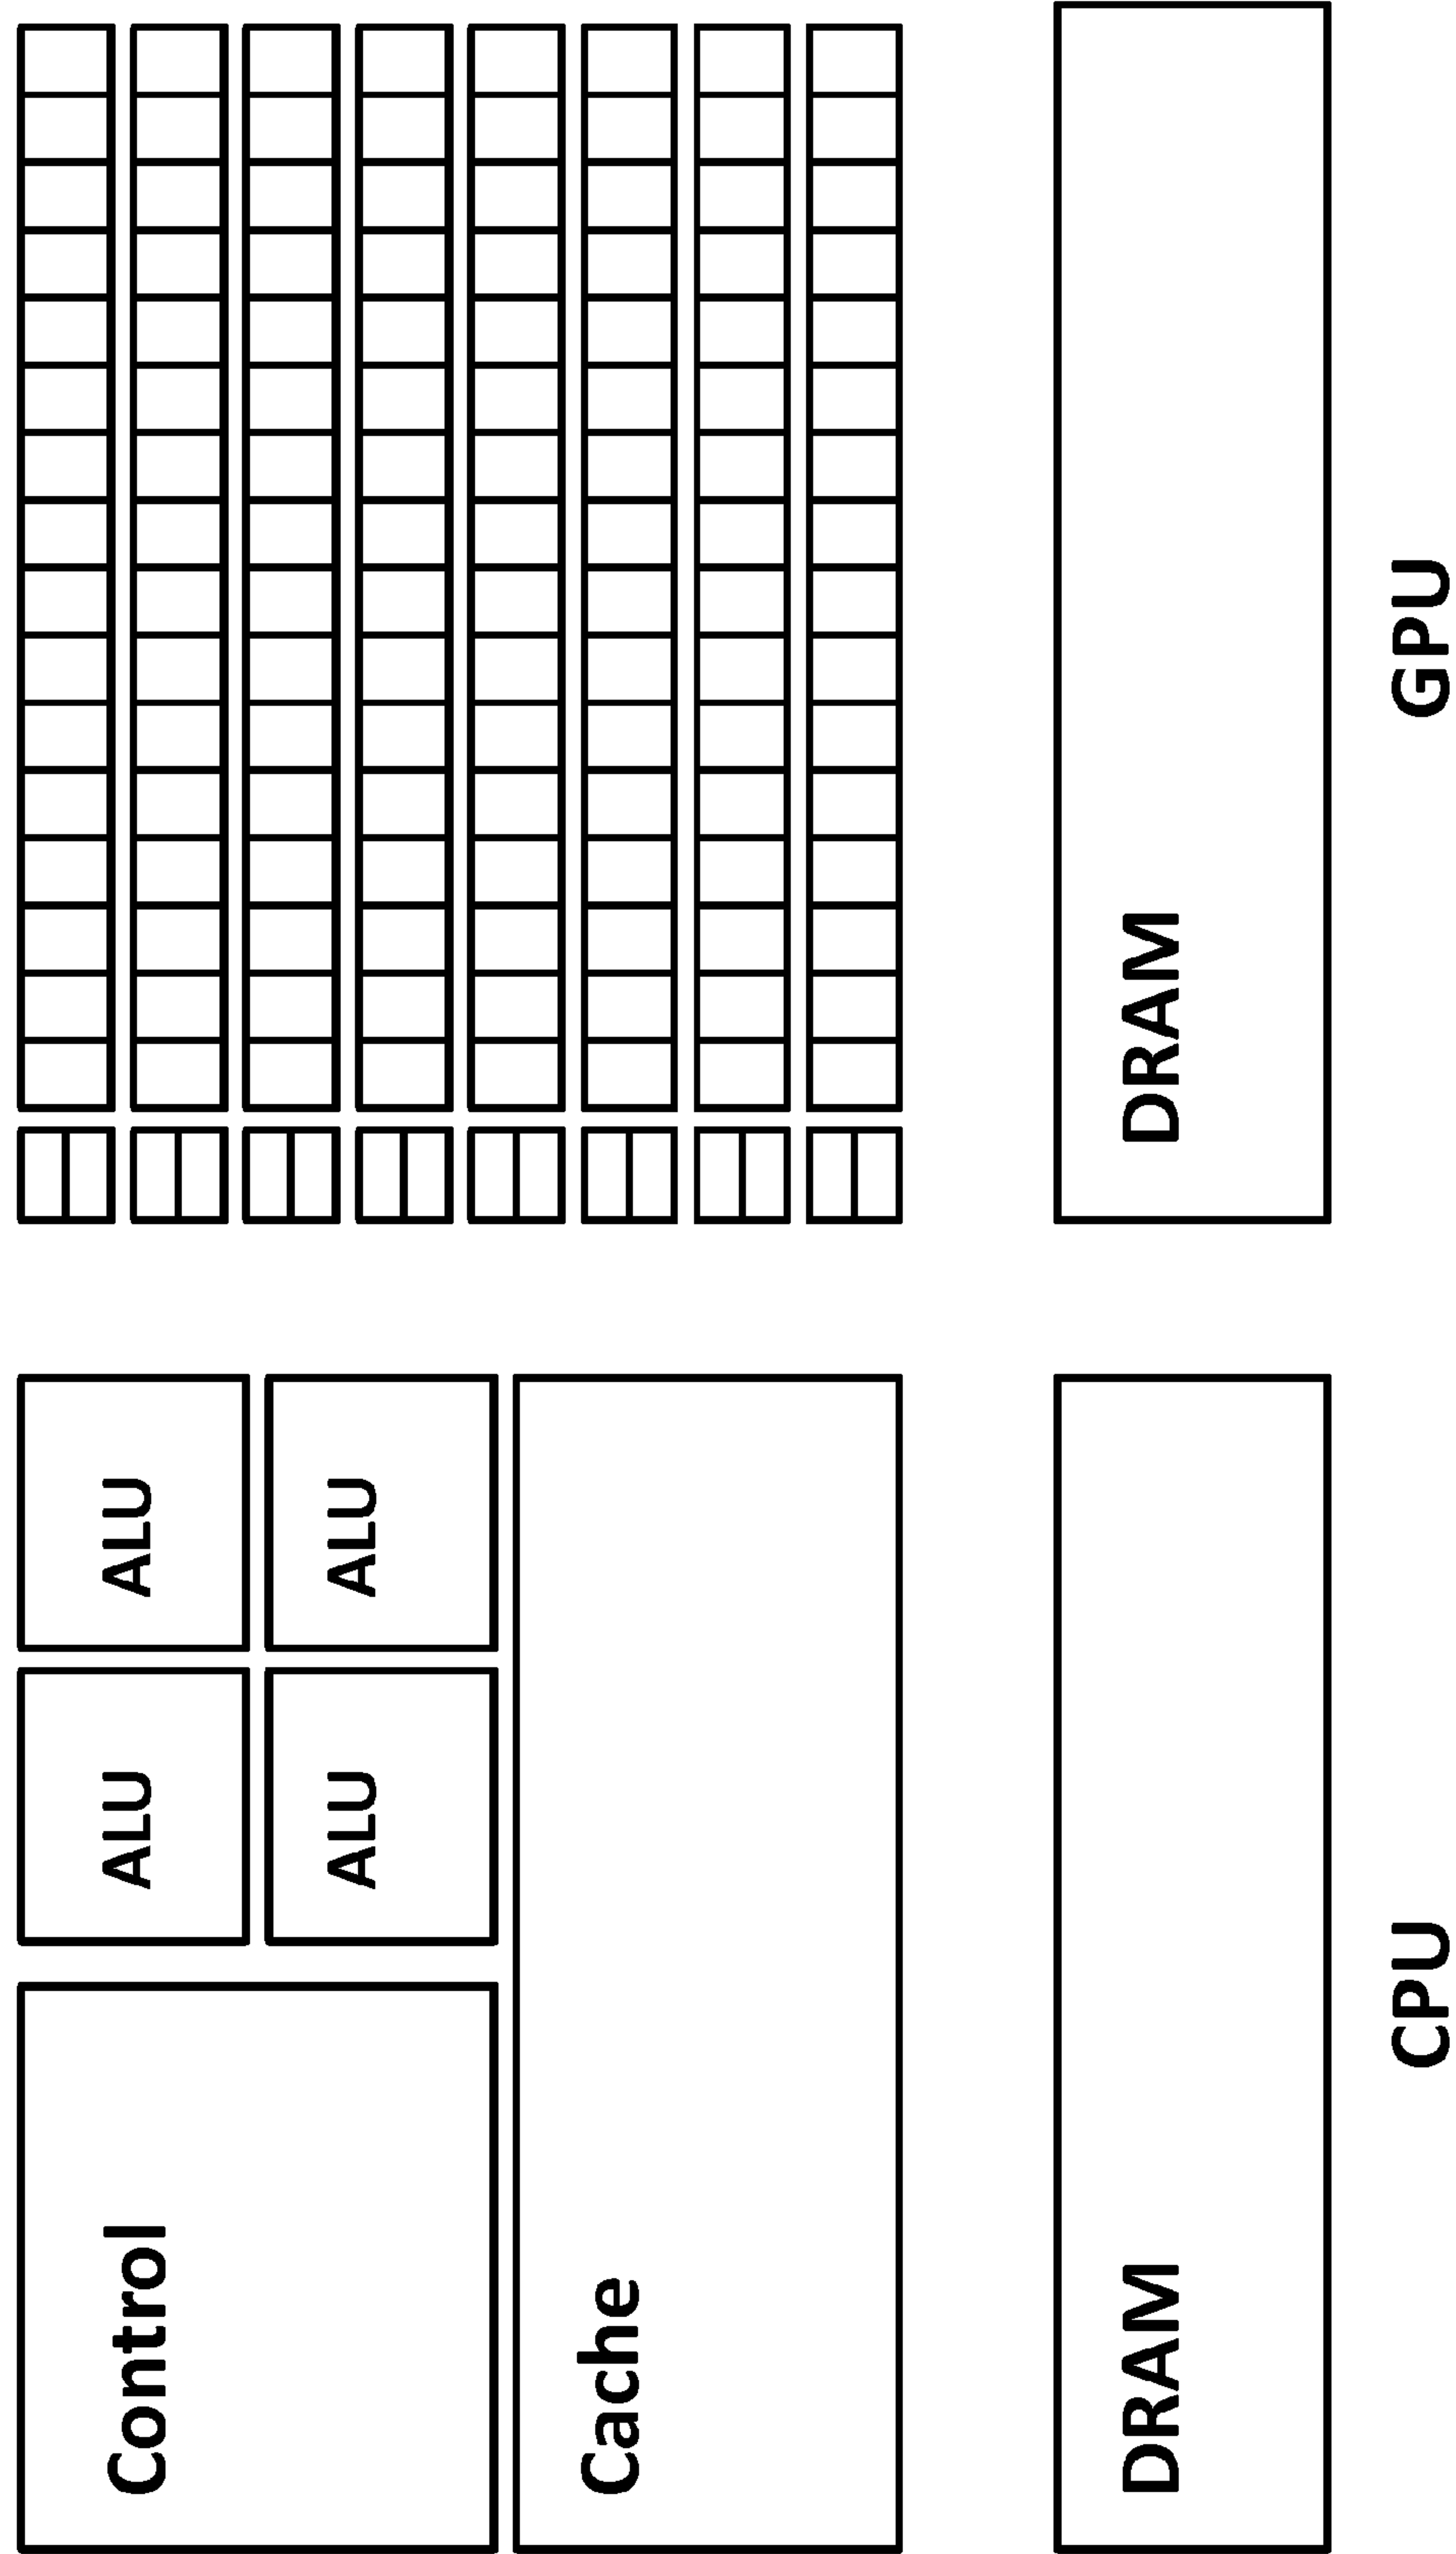 Control
ALU
ALU
ALU
ALU
Cache
DRAM
DRAM
CPU
GPU